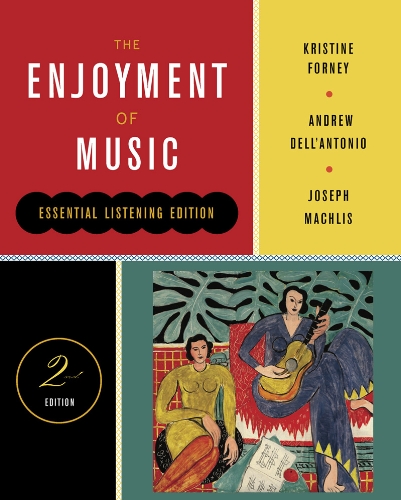 THE
ENJOYMENT
OF
MUSIC
ESSENTIAL LISTENING EDITION
KRISTINE
FORNEY
ANDREW
DELL'ANTONIO
JOSEPH
MACHLIS
2nd
EDITION